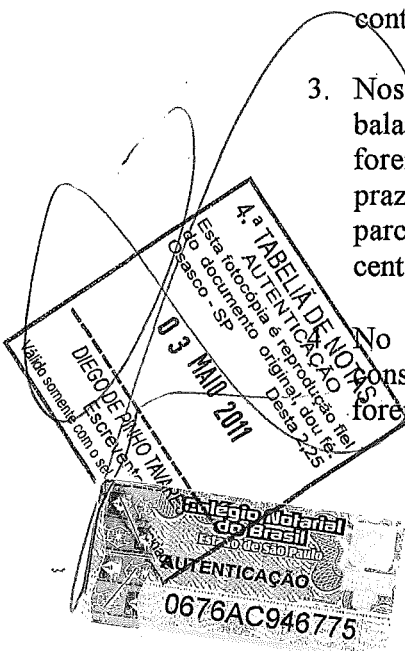 cont
3. Nos
bala
fore
praz
parc
cent
4. No
cons
fore
4.ª TABELIÃ DE NOTAS
AUTENTICAÇÃO
Esta fotocópia é reprodução fiel
do documento original, dou fé.
Osasco - SP Desta 2,25
03 MAIO 2011
DIEGO DE PINHO TAVA
Escrevente
Válido somente com o se
Colégio Notarial
do Brasil
Estado de São Paulo
AUTENTICAÇÃO
0676AC946775